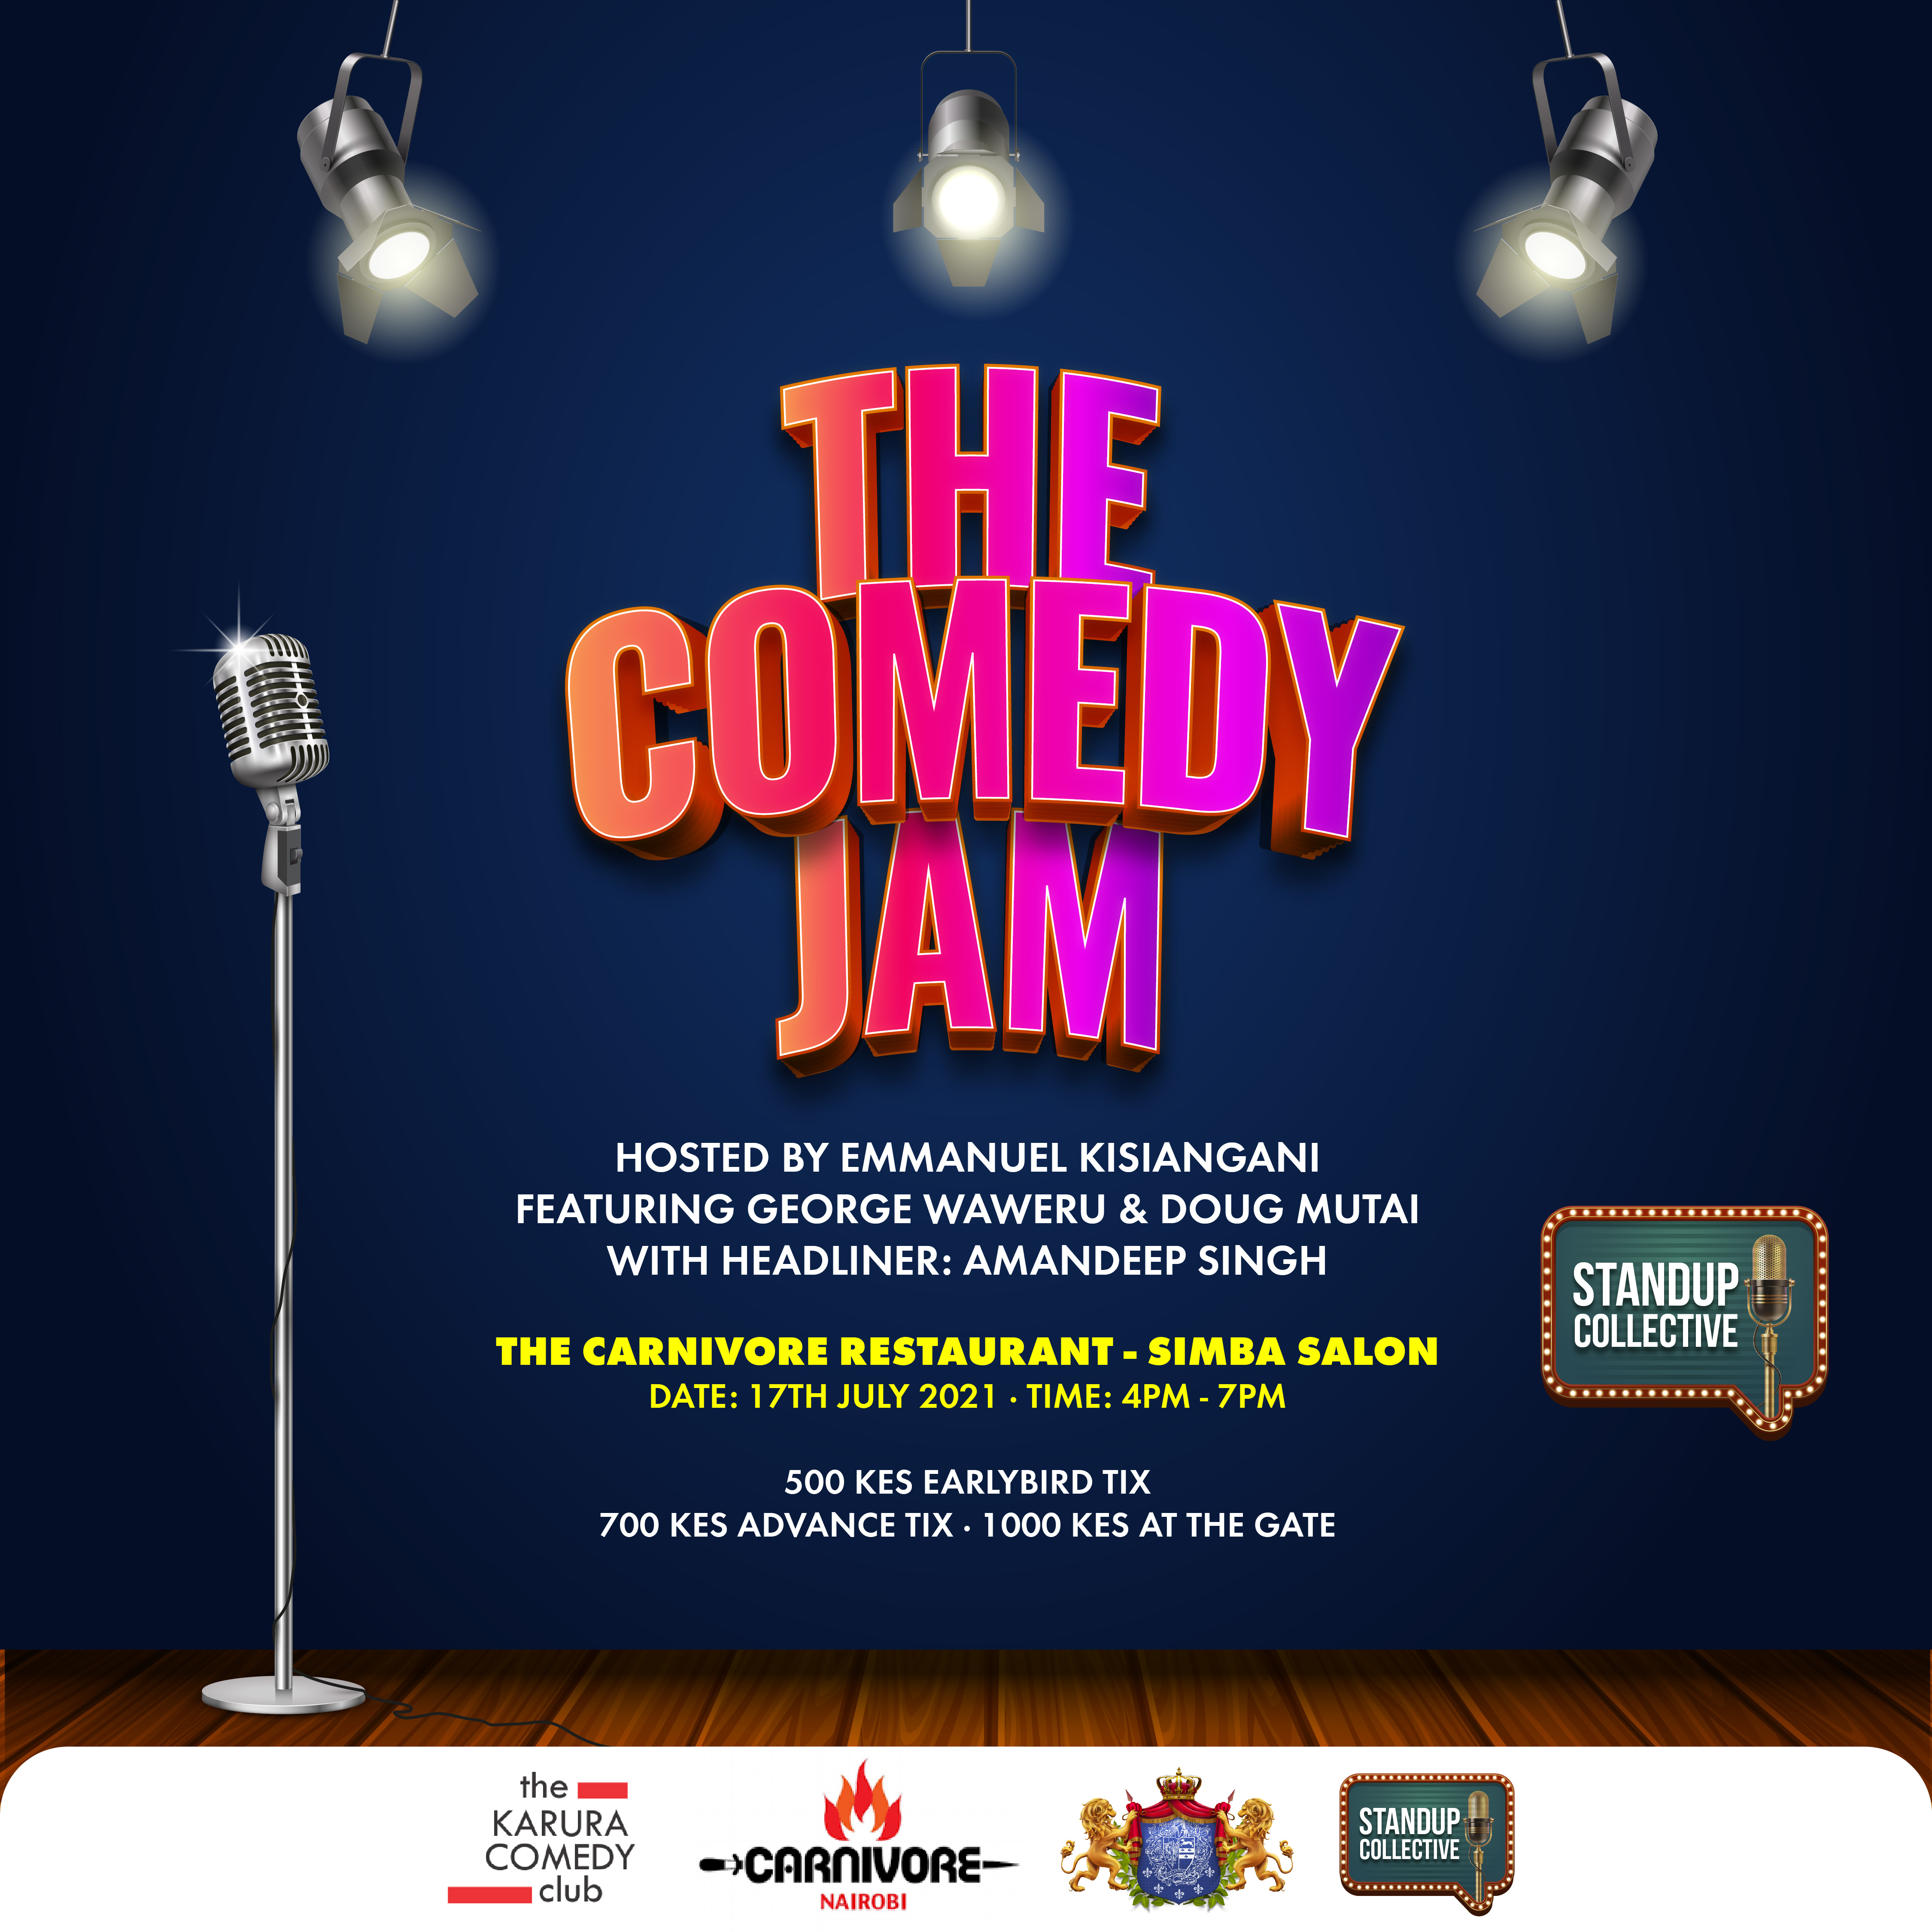 THE
COMEDY
JAM
HOSTED BY EMMANUEL KISIANGANI
FEATURING GEORGE WAWERU & DOUG MUTAI
WITH HEADLINER: AMANDEEP SINGH
THE CARNIVORE RESTAURANT - SIMBA SALON
DATE: 17TH JULY 2021 · TIME: 4PM - 7PM
500 KES EARLYBIRD TIX
700 KES ADVANCE TIX · 1000 KES AT THE GATE
STANDUP
COLLECTIVE
the
KARURA
COMEDY
club
CARNIVORE
NAIROBI
STANDUP
COLLECTIVE